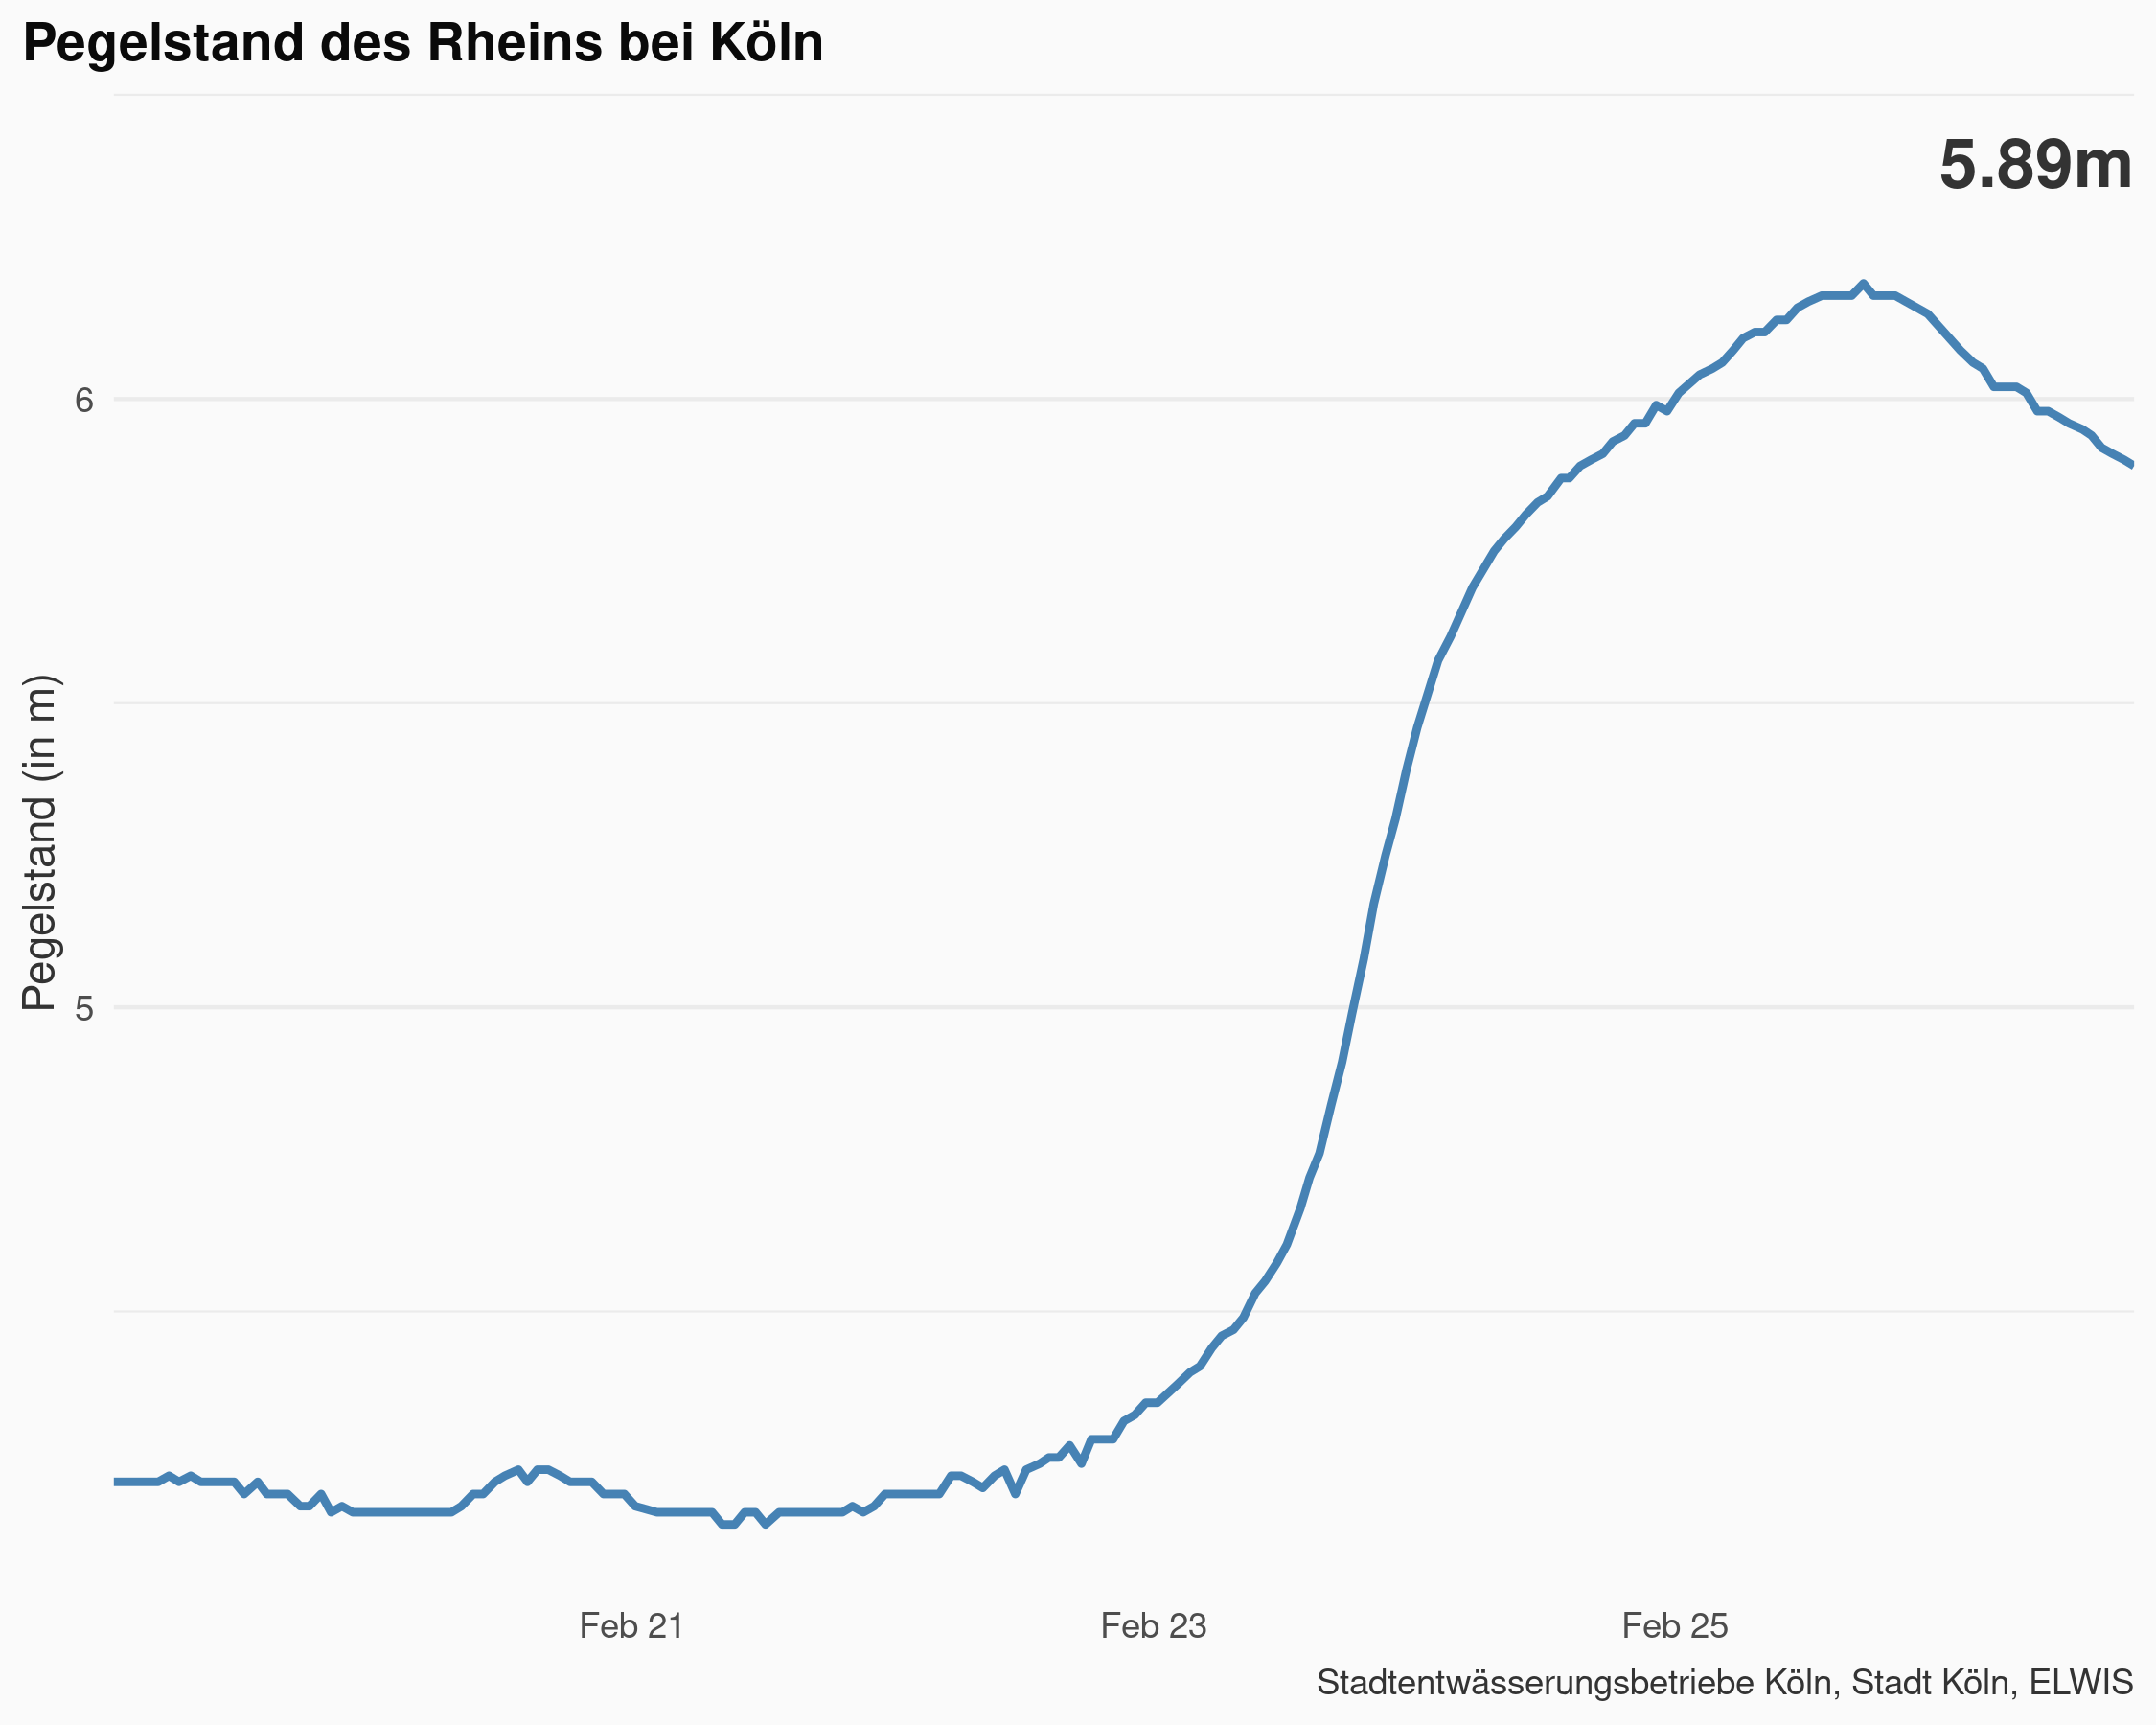 Pegelstand des Rheins bei Köln
5.89m
Pegelstand (in m)
6
5
Feb 21
Feb 23
Feb 25
Stadtentwässerungsbetriebe Köln, Stadt Köln, ELWIS